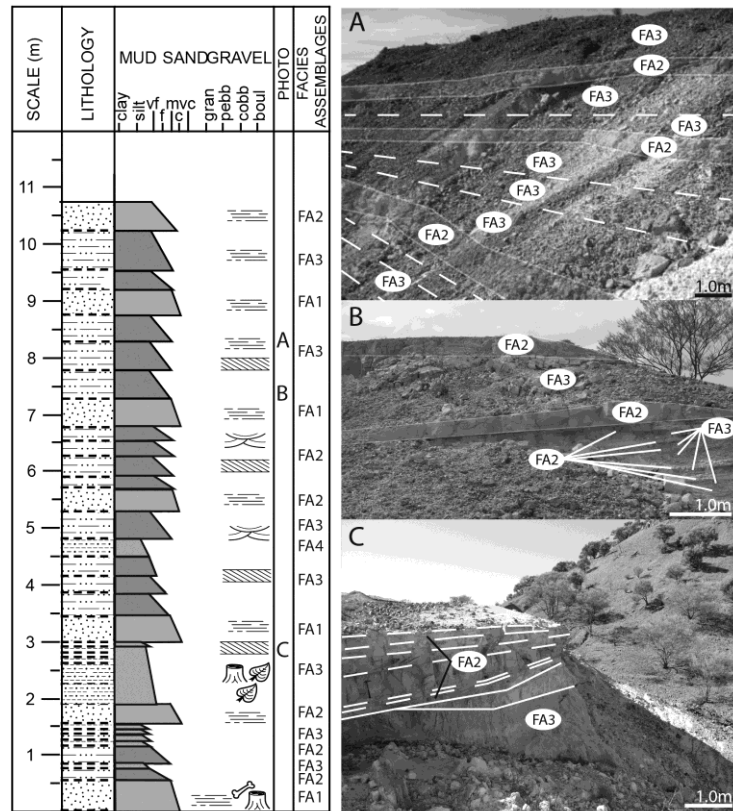 SCALE (m)
LITHOLOGY
MUD SAND GRAVEL
clay
silt
vf
f
m
c
vc
gran
pebb
cobb
boul
PHOTO
FACIES
ASSEMBLAGES
11
10
9
8
7
6
5
4
3
2
1
A
B
C
FA2
FA3
FA1
FA3
FA1
FA2
FA2
FA3
FA4
FA3
FA1
FA3
FA2
FA3
FA2
FA3
FA2
FA1
A
FA3
FA2
FA3
FA3
FA2
FA3
FA3
FA3
FA2
FA3
1.0m
B
FA2
FA3
FA2
FA3
FA2
1.0m
C
FA2
FA3
1.0m